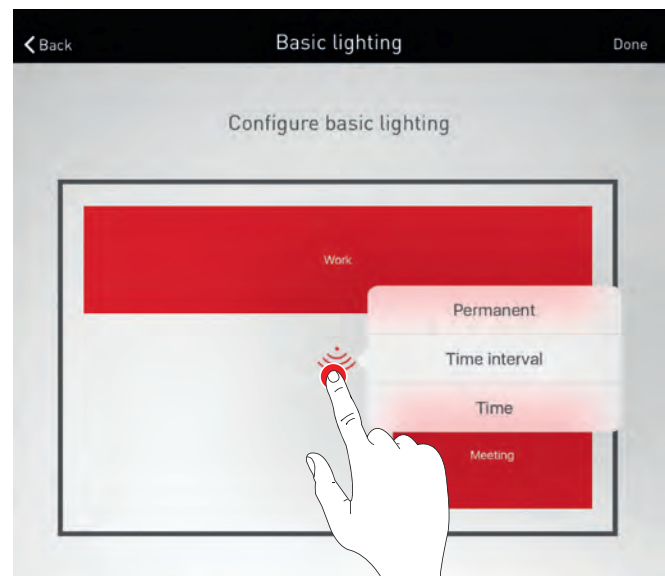 Back
Basic lighting
Done
Configure basic lighting
Work
Permanent
Time interval
Time
Meeting